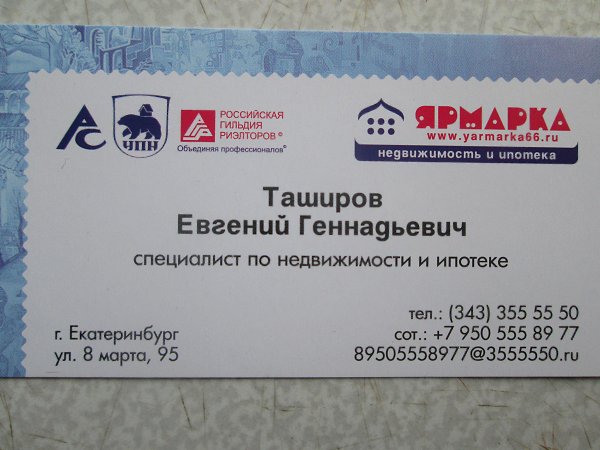 АС
УПН
РОССИЙСКАЯ
ГИЛЬДИЯ
РИЭЛТОРОВ®
Объединяя профессионалов®
ЯРМАРКА
www.yarmarka66.ru
недвижимость и ипотека
Таширов
Евгений Геннадьевич
специалист по недвижимости и ипотеке
г. Екатеринбург
ул. 8 марта, 95
тел.: (343) 355 55 50
сот.: +7 950 555 89 77
89505558977@3555550.ru